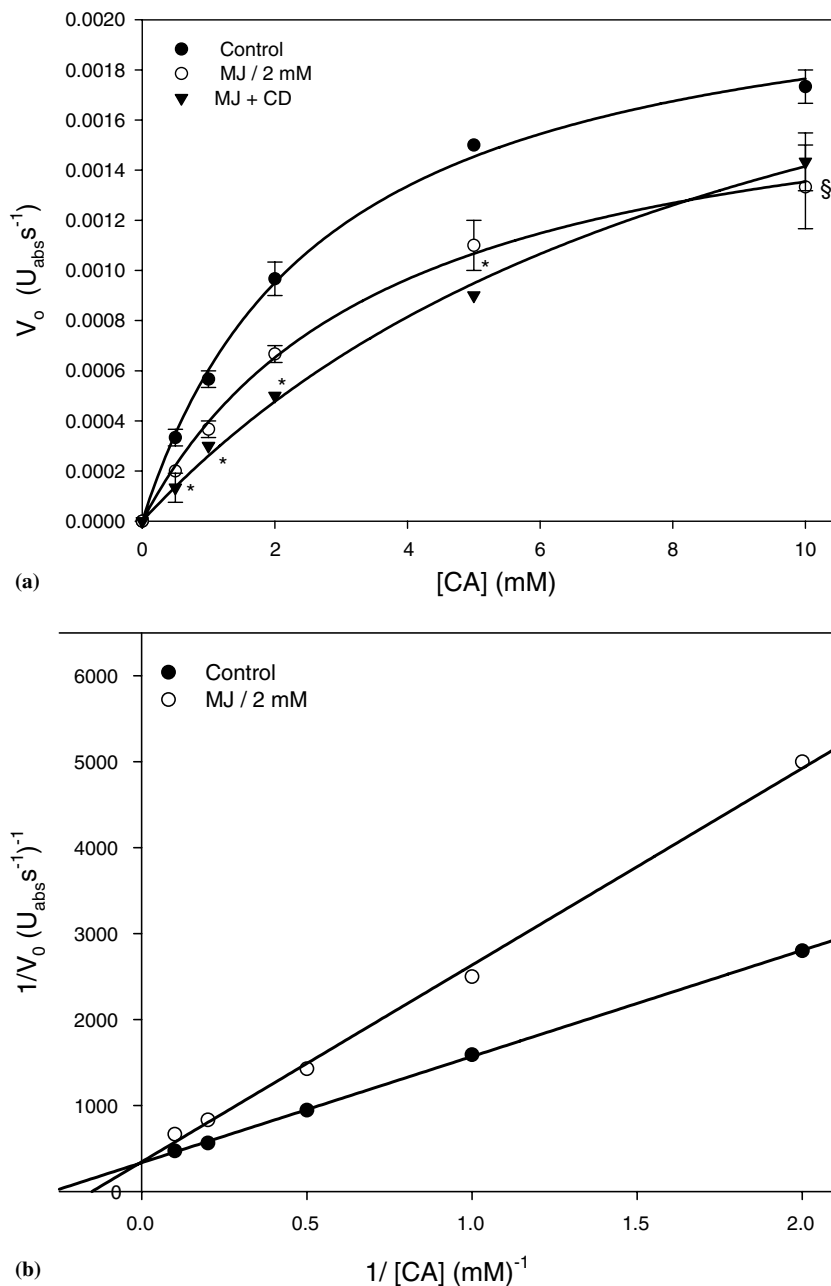 0.0020
0.0018
0.0016
0.0014
0.0012
0.0010
0.0008
0.0006
0.0004
0.0002
0.0000
Control
MJ / 2 mM
MJ + CD
§
*
*
*
*
V₀ (U_abs s⁻¹)
0 2 4 6 8 10
[CA] (mM)
(a)
6000
5000
4000
3000
2000
1000
0
Control
MJ / 2 mM
1/V₀ (U_abs s⁻¹)⁻¹
0.0 0.5 1.0 1.5 2.0
1/ [CA] (mM)⁻¹
(b)